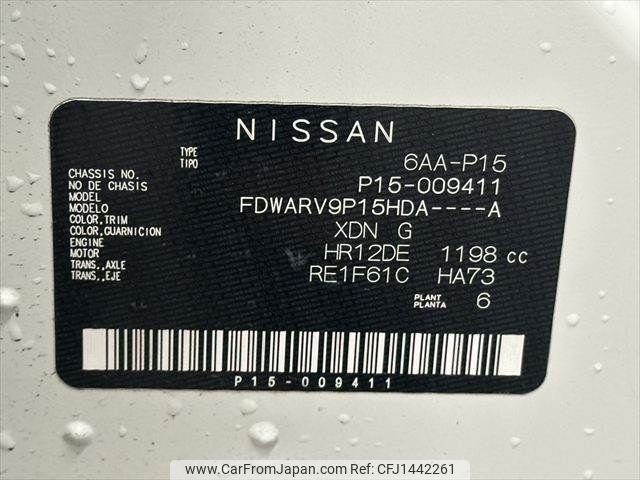 NISSAN
TYPE 6AA-P15
TIPO
CHASSIS NO. P15-009411
NO DE CHASIS
MODEL FDWARV9P15HDA----A
MODELO
COLOR,TRIM XDN G
COLOR,GUARNICION
ENGINE HR12DE 1198 CC
MOTOR
TRANS.,AXLE RE1F61C HA73
TRANS.,EJE
PLANT 6
PLANTA
P15-009411
www.CarFromJapan.com Photo ID: CFJ1442261